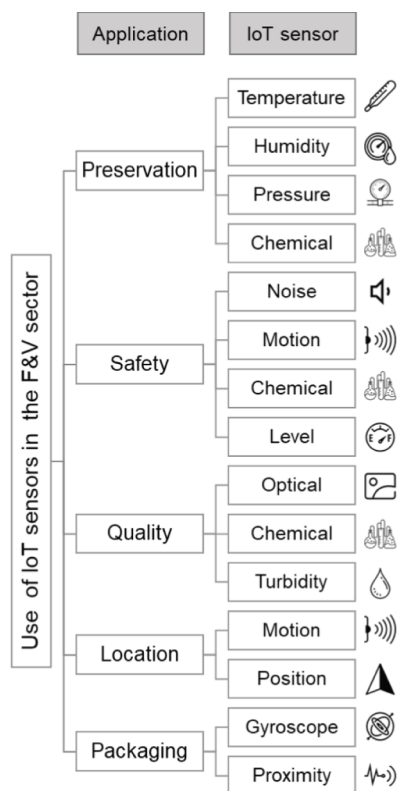 Application
IoT sensor
Use of IoT sensors in the F&V sector
Preservation
Temperature
Humidity
Pressure
Chemical
Safety
Noise
Motion
Chemical
Level
E F
Quality
Optical
Chemical
Turbidity
Location
Motion
Position
Packaging
Gyroscope
Proximity